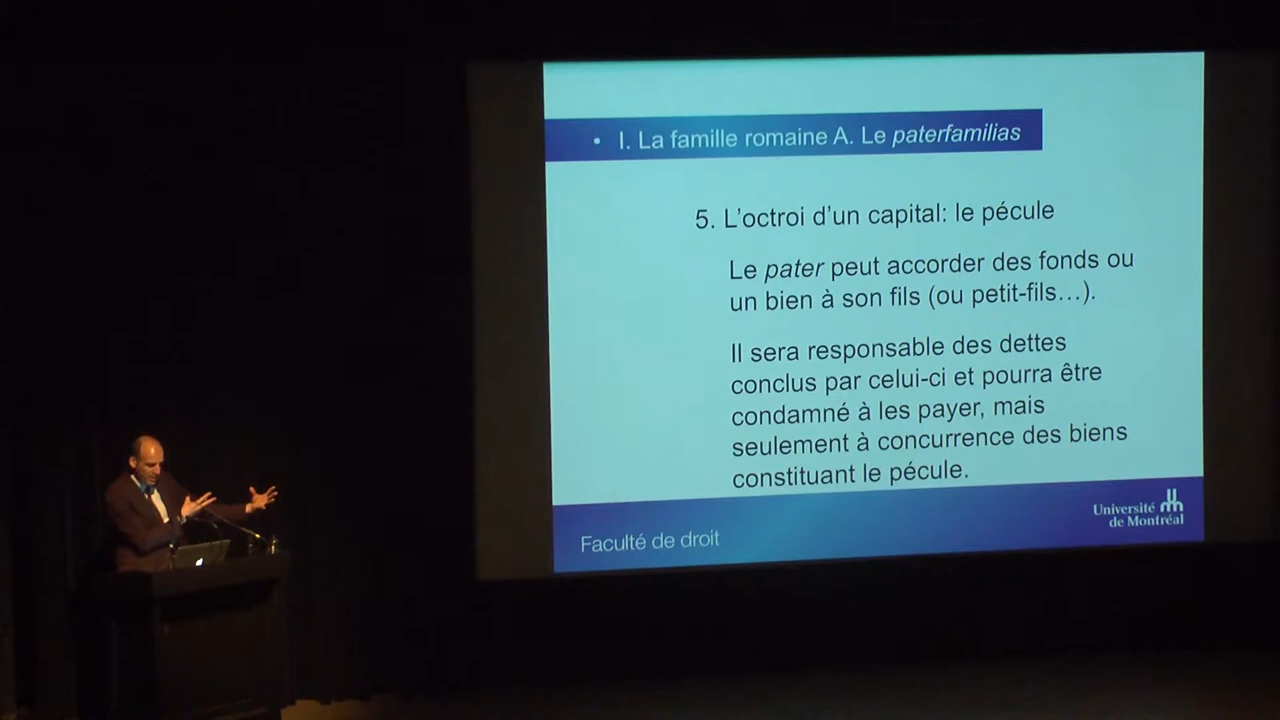 • I. La famille romaine A. Le paterfamilias
5. L’octroi d’un capital: le pécule
Le pater peut accorder des fonds ou
un bien à son fils (ou petit-fils…).
Il sera responsable des dettes
conclus par celui-ci et pourra être
condamné à les payer, mais
seulement à concurrence des biens
constituant le pécule.
Faculté de droit
Université
de Montréal